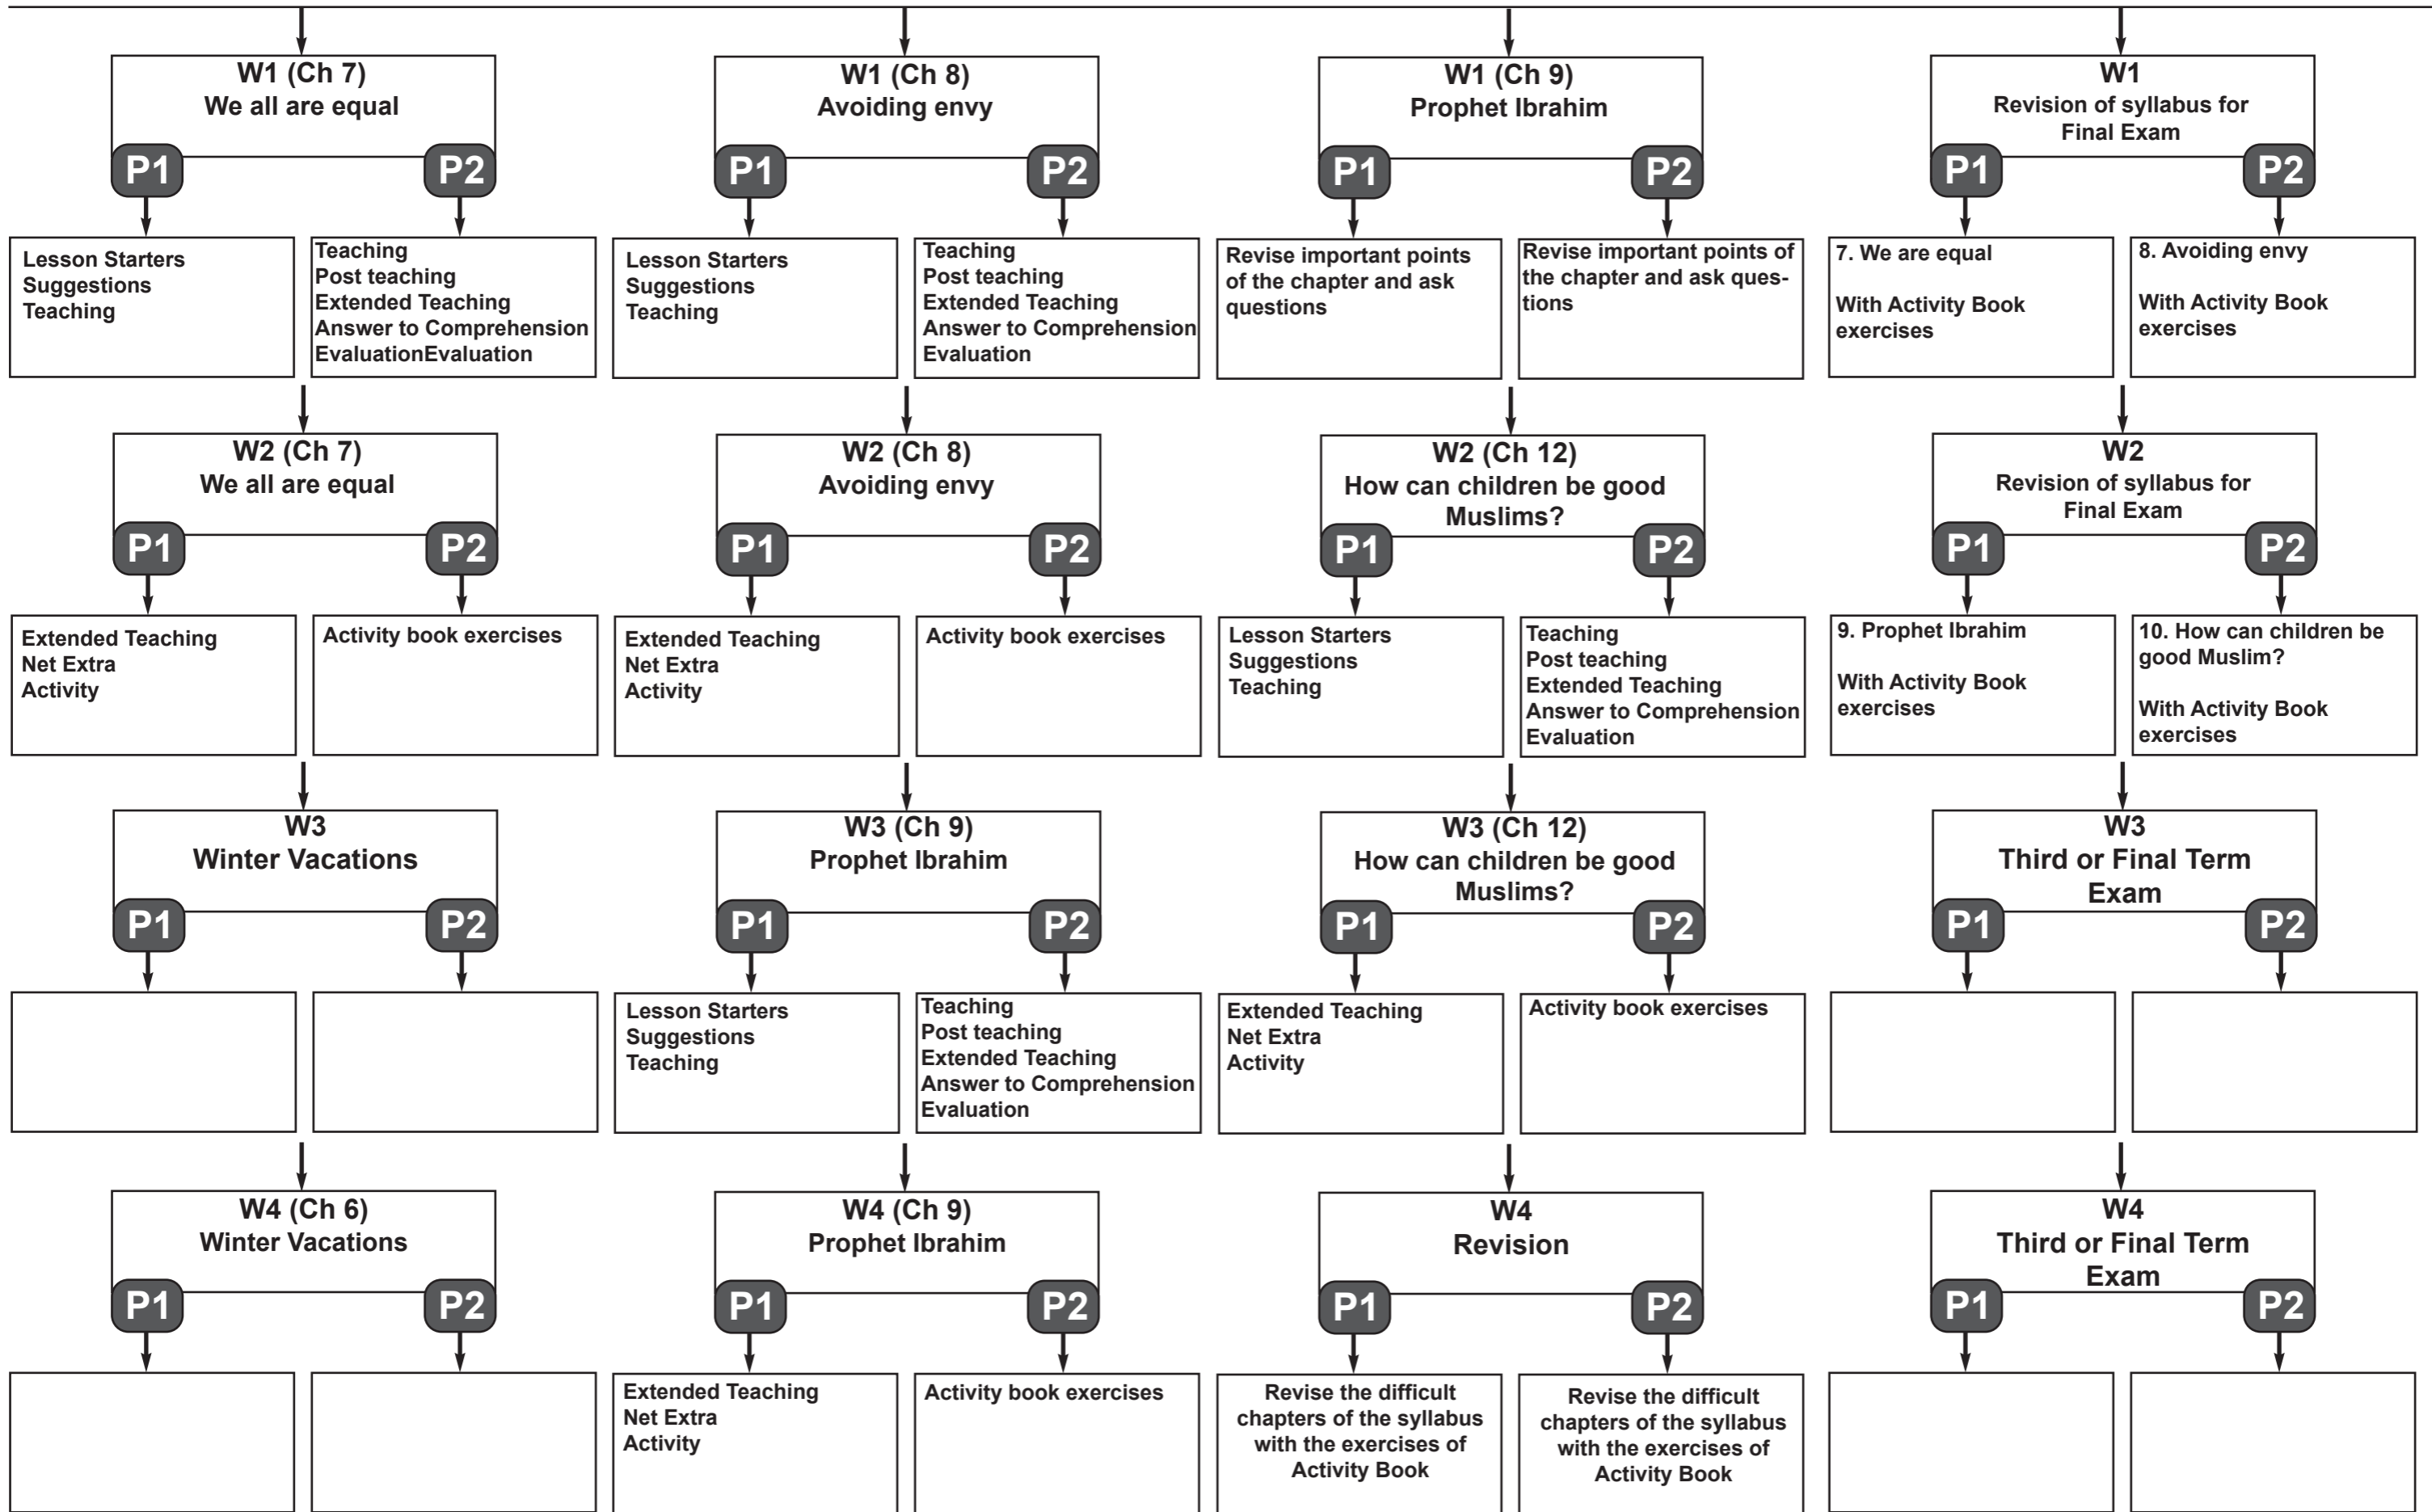 W1 (Ch 7)
We all are equal
P1
P2
Lesson Starters
Suggestions
Teaching
Teaching
Post teaching
Extended Teaching
Answer to Comprehension
EvaluationEvaluation
W2 (Ch 7)
We all are equal
P1
P2
Extended Teaching
Net Extra
Activity
Activity book exercises
W3
Winter Vacations
P1
P2
W4 (Ch 6)
Winter Vacations
P1
P2
W1 (Ch 8)
Avoiding envy
P1
P2
Lesson Starters
Suggestions
Teaching
Teaching
Post teaching
Extended Teaching
Answer to Comprehension
Evaluation
W2 (Ch 8)
Avoiding envy
P1
P2
Extended Teaching
Net Extra
Activity
Activity book exercises
W3 (Ch 9)
Prophet Ibrahim
P1
P2
Lesson Starters
Suggestions
Teaching
Teaching
Post teaching
Extended Teaching
Answer to Comprehension
Evaluation
W4 (Ch 9)
Prophet Ibrahim
P1
P2
Extended Teaching
Net Extra
Activity
Activity book exercises
W1 (Ch 9)
Prophet Ibrahim
P1
P2
Revise important points
of the chapter and ask
questions
Revise important points of
the chapter and ask ques-
tions
W2 (Ch 12)
How can children be good
Muslims?
P1
P2
Lesson Starters
Suggestions
Teaching
Teaching
Post teaching
Extended Teaching
Answer to Comprehension
Evaluation
W3 (Ch 12)
How can children be good
Muslims?
P1
P2
Extended Teaching
Net Extra
Activity
Activity book exercises
W4
Revision
P1
P2
Revise the difficult
chapters of the syllabus
with the exercises of
Activity Book
Revise the difficult
chapters of the syllabus
with the exercises of
Activity Book
W1
Revision of syllabus for
Final Exam
P1
P2
7. We are equal
With Activity Book
exercises
8. Avoiding envy
With Activity Book
exercises
W2
Revision of syllabus for
Final Exam
P1
P2
9. Prophet Ibrahim
With Activity Book
exercises
10. How can children be
good Muslim?
With Activity Book
exercises
W3
Third or Final Term
Exam
P1
P2
W4
Third or Final Term
Exam
P1
P2